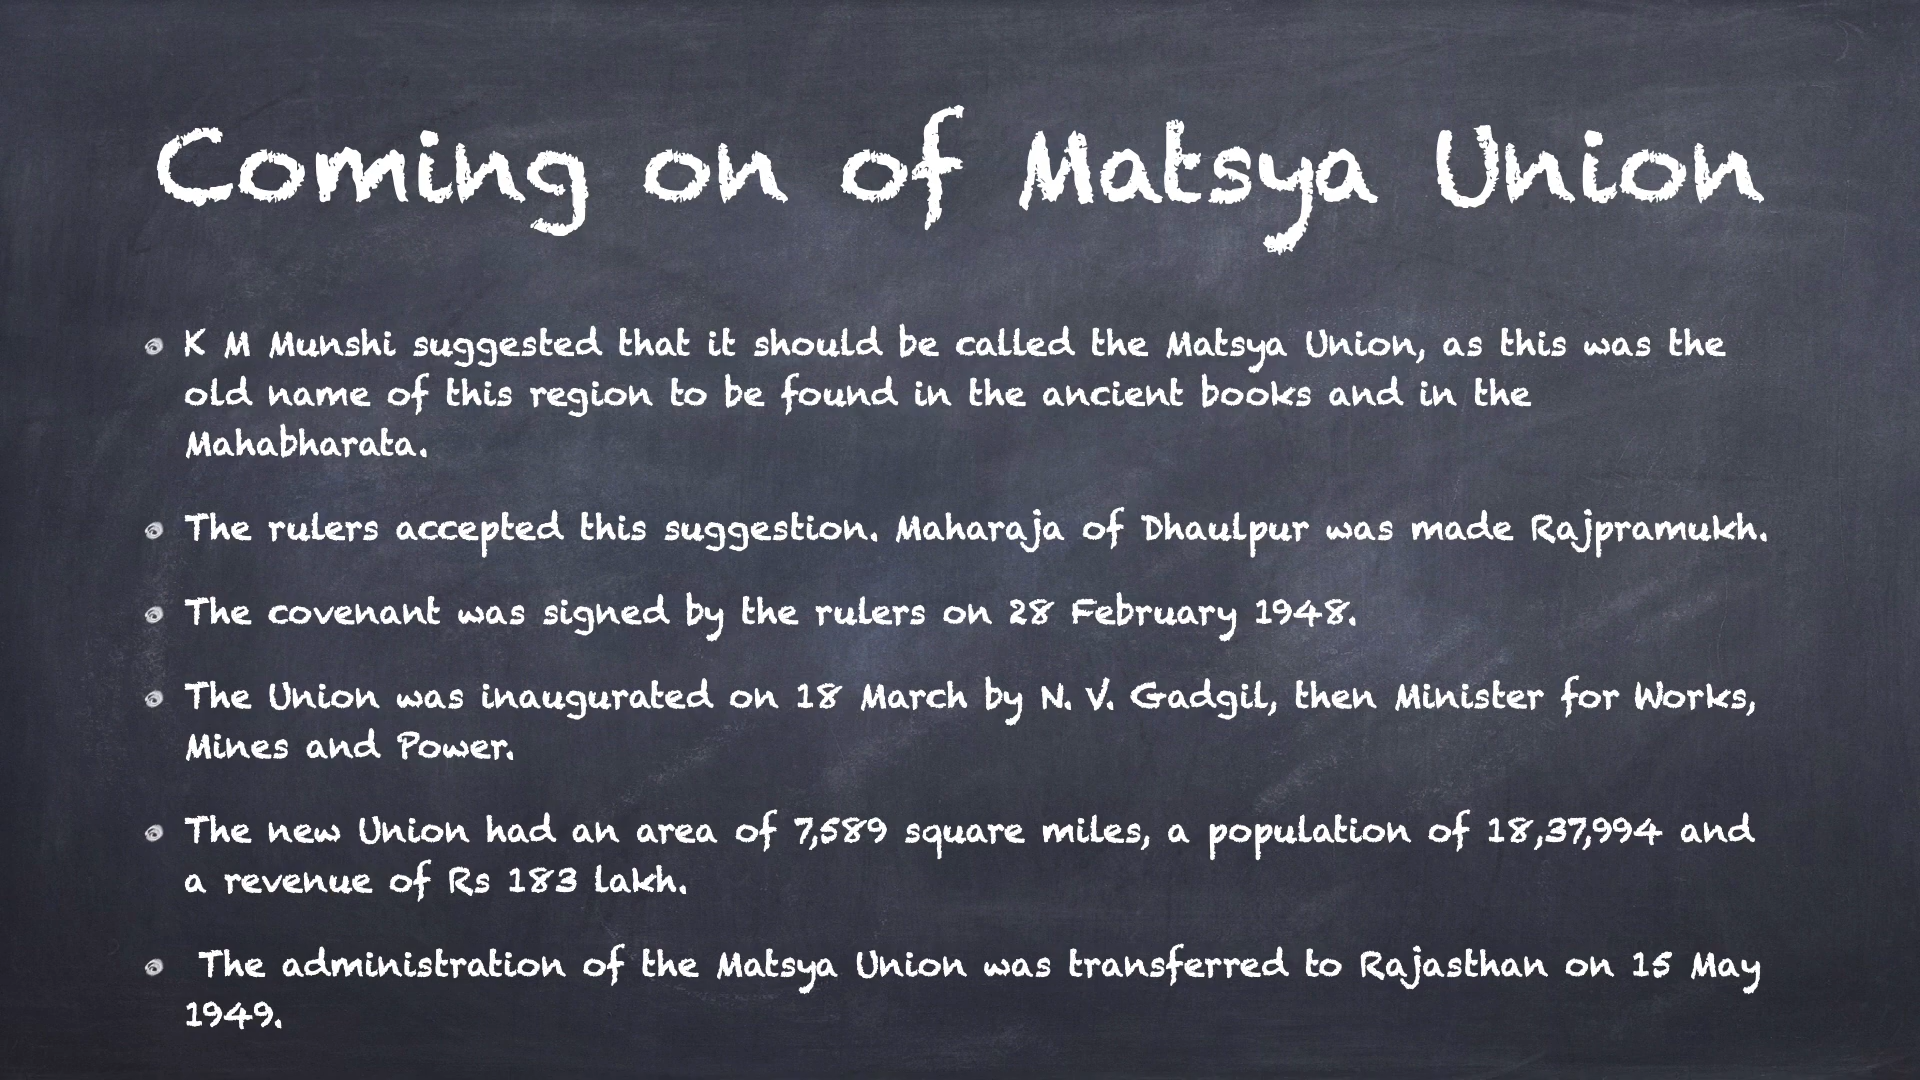 Coming on of Matsya Union
K M Munshi suggested that it should be called the Matsya Union, as this was the
old name of this region to be found in the ancient books and in the
Mahabharata.
The rulers accepted this suggestion. Maharaja of Dhaulpur was made Rajpramukh.
The covenant was signed by the rulers on 28 February 1948.
The Union was inaugurated on 18 March by N. V. Gadgil, then Minister for Works,
Mines and Power.
The new Union had an area of 7,589 square miles, a population of 18,37,994 and
a revenue of Rs 183 lakh.
The administration of the Matsya Union was transferred to Rajasthan on 15 May
1949.